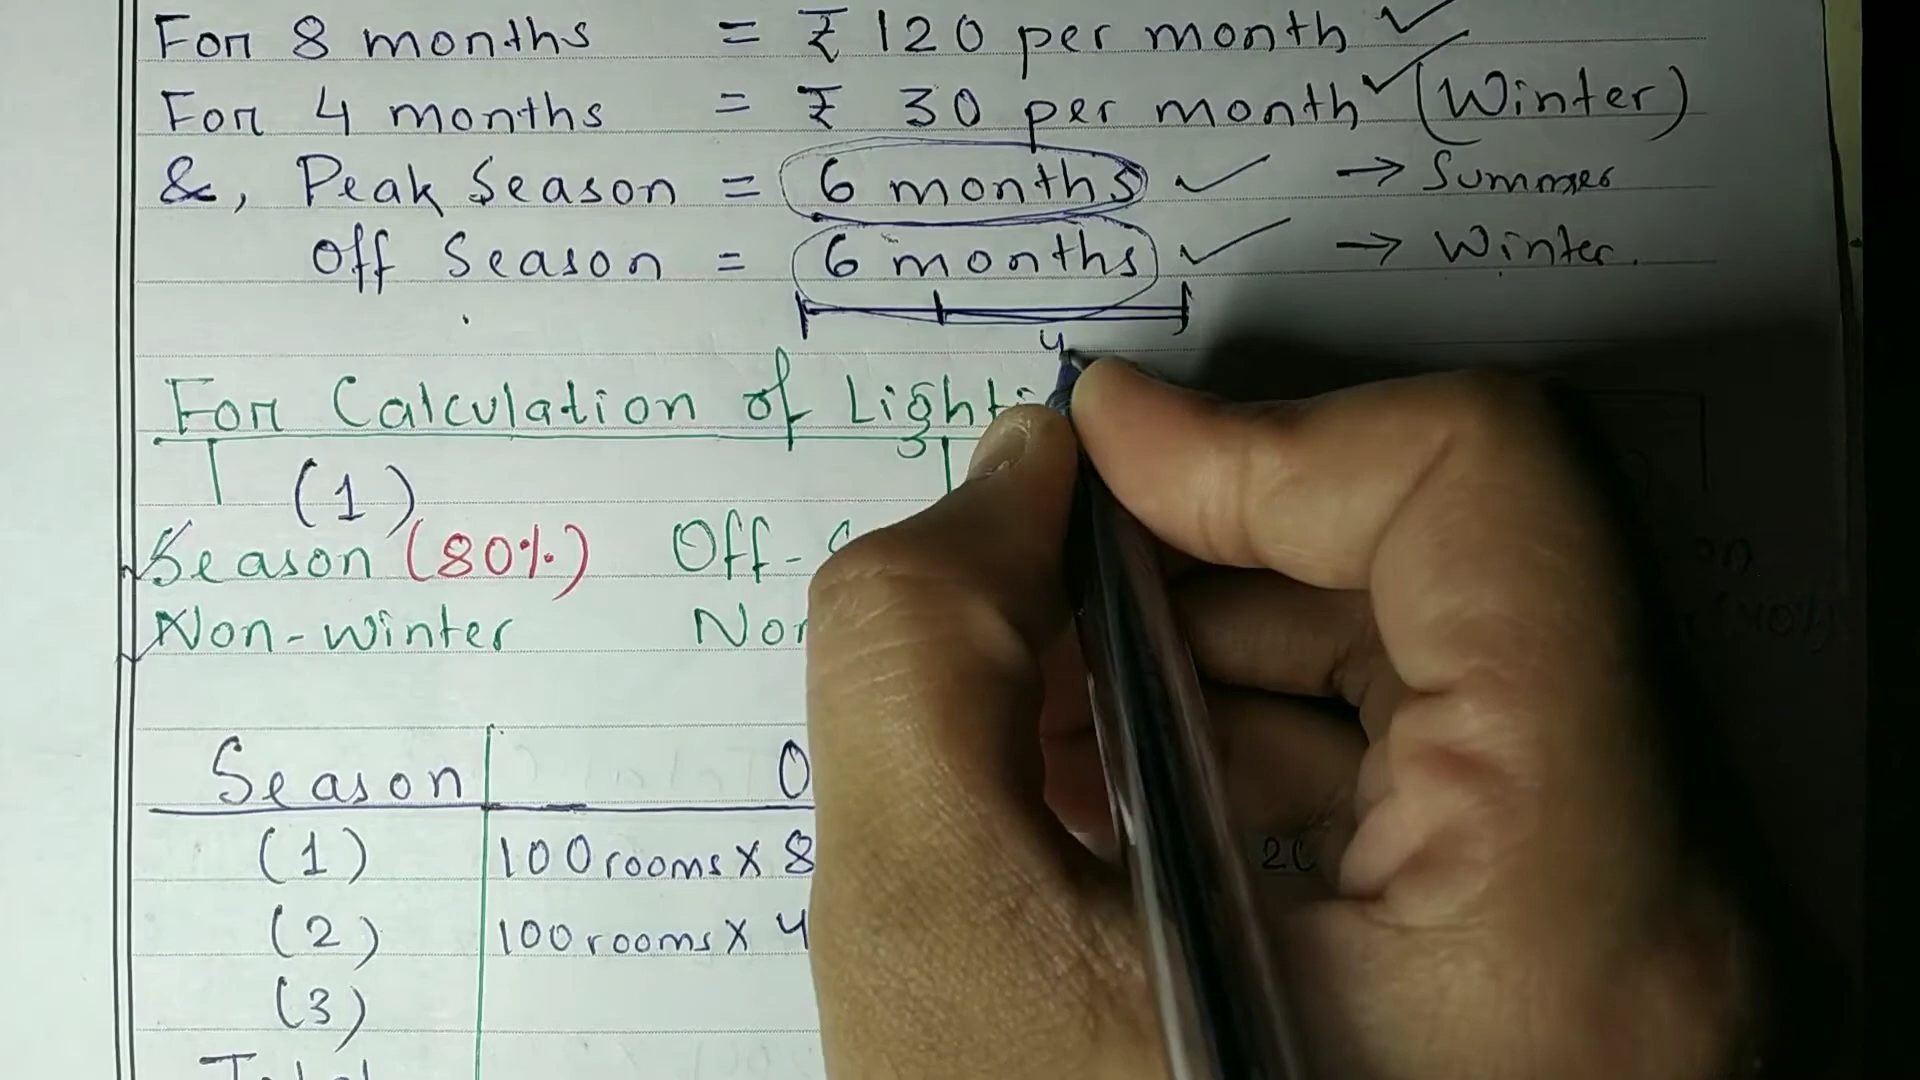 For 8 months = ₹ 120 per month ✓
For 4 months = ₹ 30 per month ✓ (Winter)
&, Peak Season = 6 months ✓ → Summer
Off Season = 6 months ✓ → Winter.
4
For Calculation of Lighti
(1)
Season (80%) Off-
Non-winter Non
Season O
(1) 100 rooms × 8
(2) 100 rooms × 4
(3)
Total